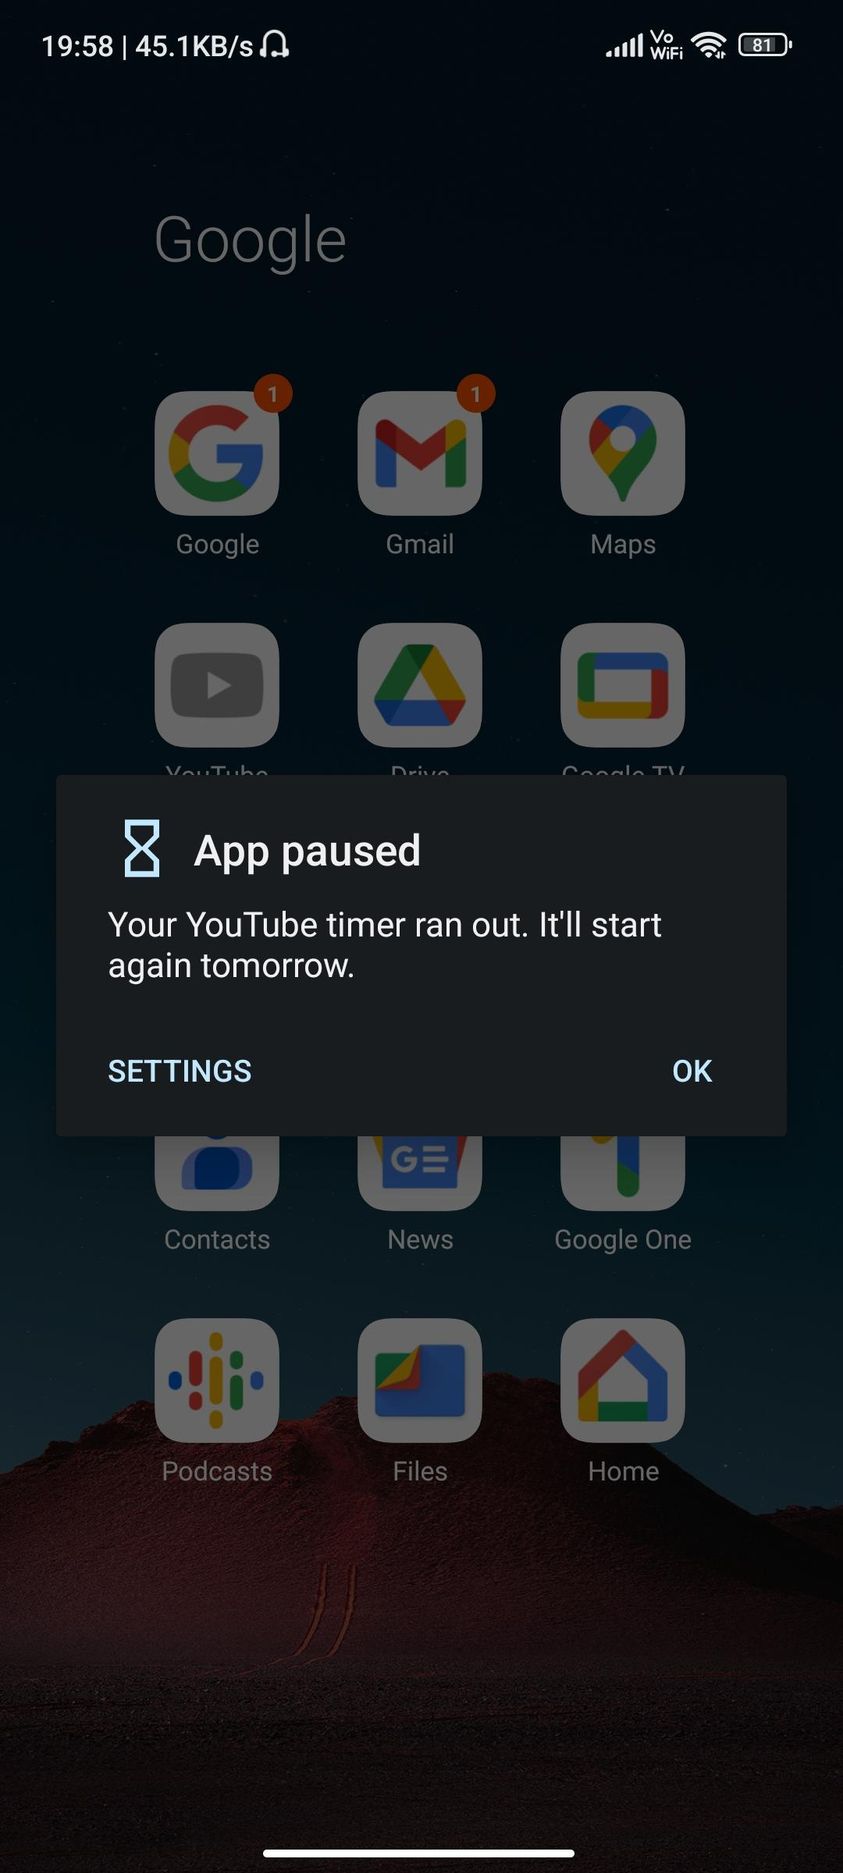 19:58 | 45.1KB/s
Vo
WiFi
81
Google
1
1
Google Gmail Maps
YouTube Drive Google TV
App paused
Your YouTube timer ran out. It'll start
again tomorrow.
SETTINGS OK
GE
Contacts News Google One
Podcasts Files Home